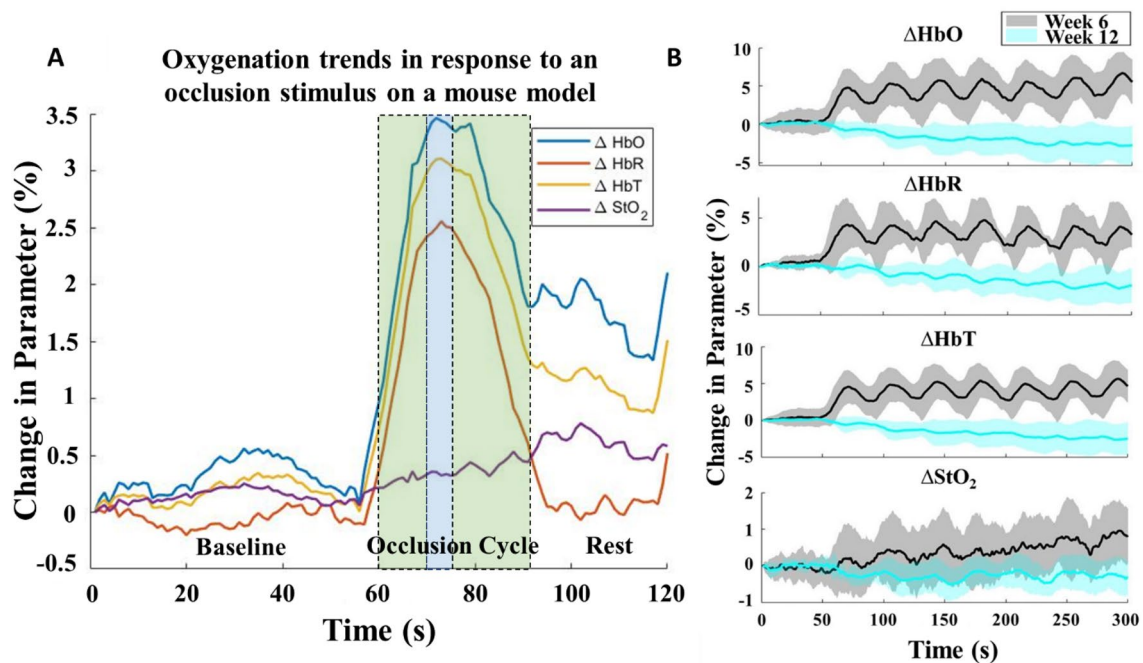 A
Oxygenation trends in response to an
occlusion stimulus on a mouse model
Change in Parameter (%)
3.5
3
2.5
2
1.5
1
0.5
0
-0.5
Δ HbO
Δ HbR
Δ HbT
Δ StO₂
Baseline
Occlusion Cycle
Rest
0 20 40 60 80 100 120
Time (s)
B
Week 6
Week 12
Change in Parameter (%)
ΔHbO
10
5
0
-5
ΔHbR
5
0
-5
ΔHbT
10
5
0
-5
ΔStO₂
2
1
0
-1
0 50 100 150 200 250 300
Time (s)